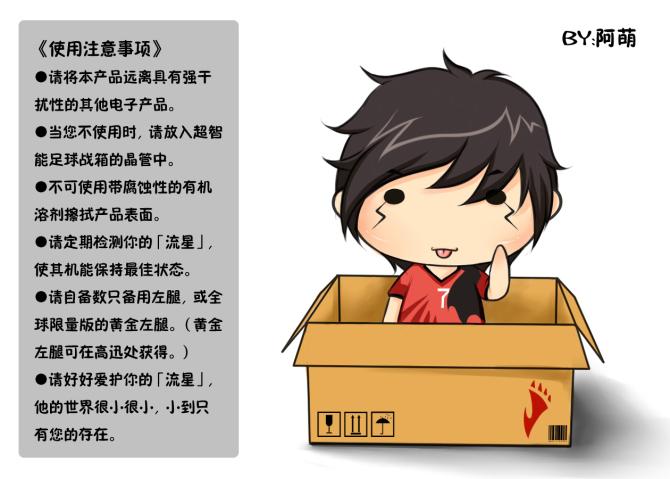 BY:阿萌
《使用注意事项》
●请将本产品远离具有强干
扰性的其他电子产品。
●当您不使用时，请放入超智
能足球战箱的晶管中。
●不可使用带腐蚀性的有机
溶剂擦拭产品表面。
●请定期检测你的「流星」，
使其机能保持最佳状态。
●请自备数只备用左腿，或全
球限量版的黄金左腿。（黄金
左腿可在高迅处获得。）
●请好好爱护你的「流星」，
他的世界很小很小，小到只
有您的存在。
7